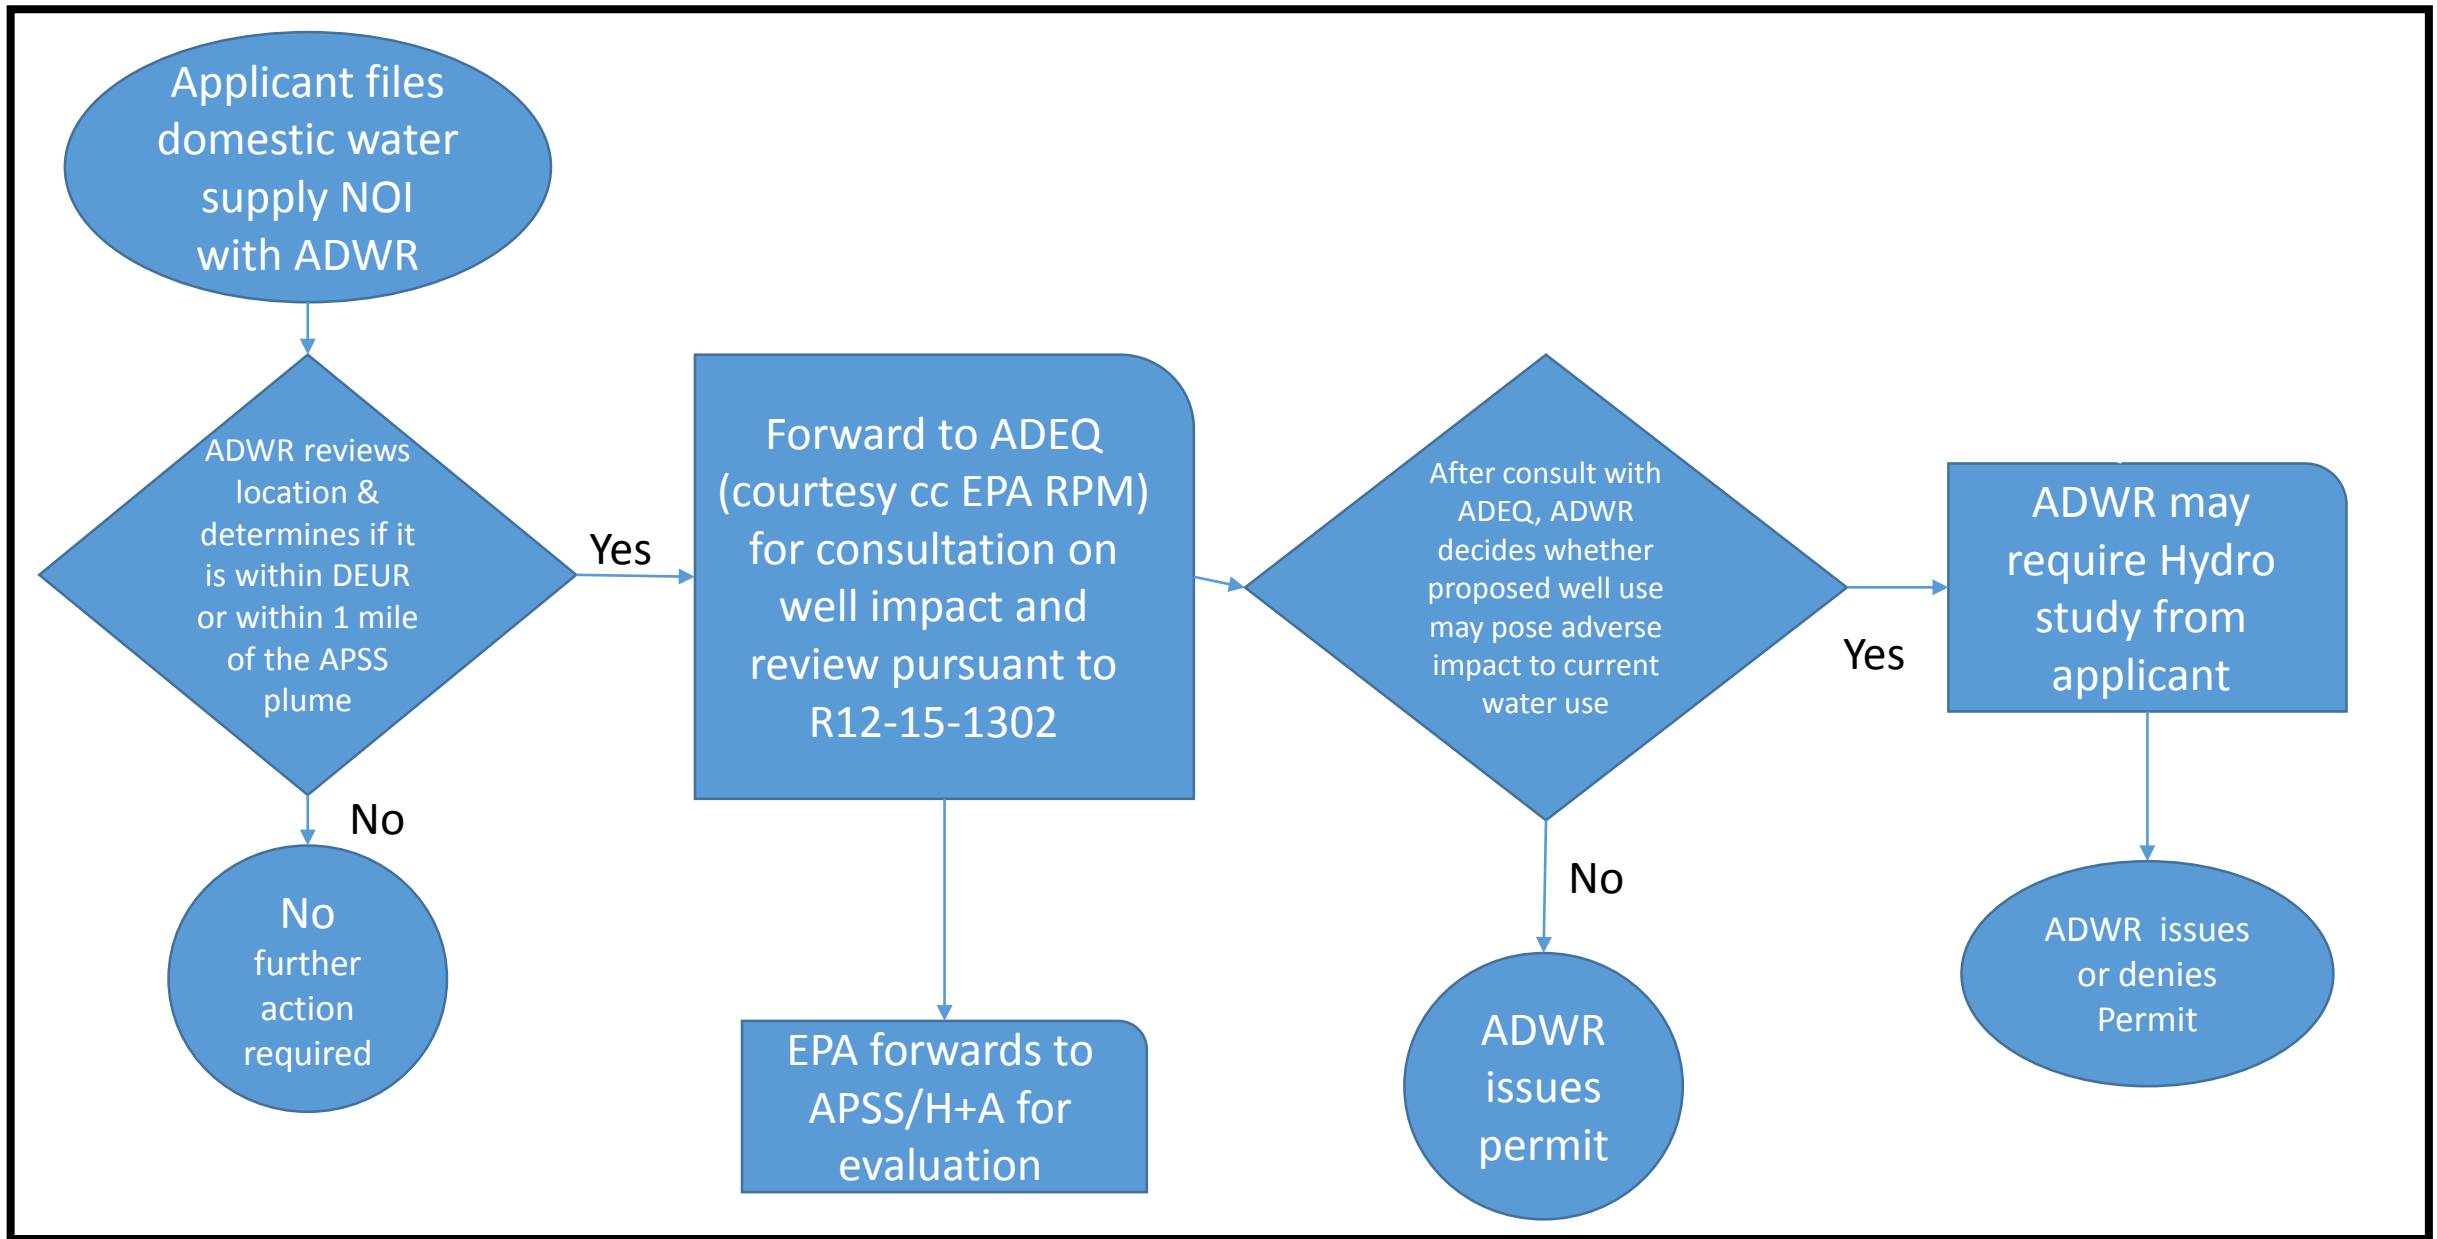 Applicant files
domestic water
supply NOI
with ADWR
ADWR reviews
location &
determines if it
is within DEUR
or within 1 mile
of the APSS
plume
Yes
No
No
further
action
required
Forward to ADEQ
(courtesy cc EPA RPM)
for consultation on
well impact and
review pursuant to
R12-15-1302
EPA forwards to
APSS/H+A for
evaluation
After consult with
ADEQ, ADWR
decides whether
proposed well use
may pose adverse
impact to current
water use
Yes
No
ADWR
issues
permit
ADWR may
require Hydro
study from
applicant
ADWR issues
or denies
Permit